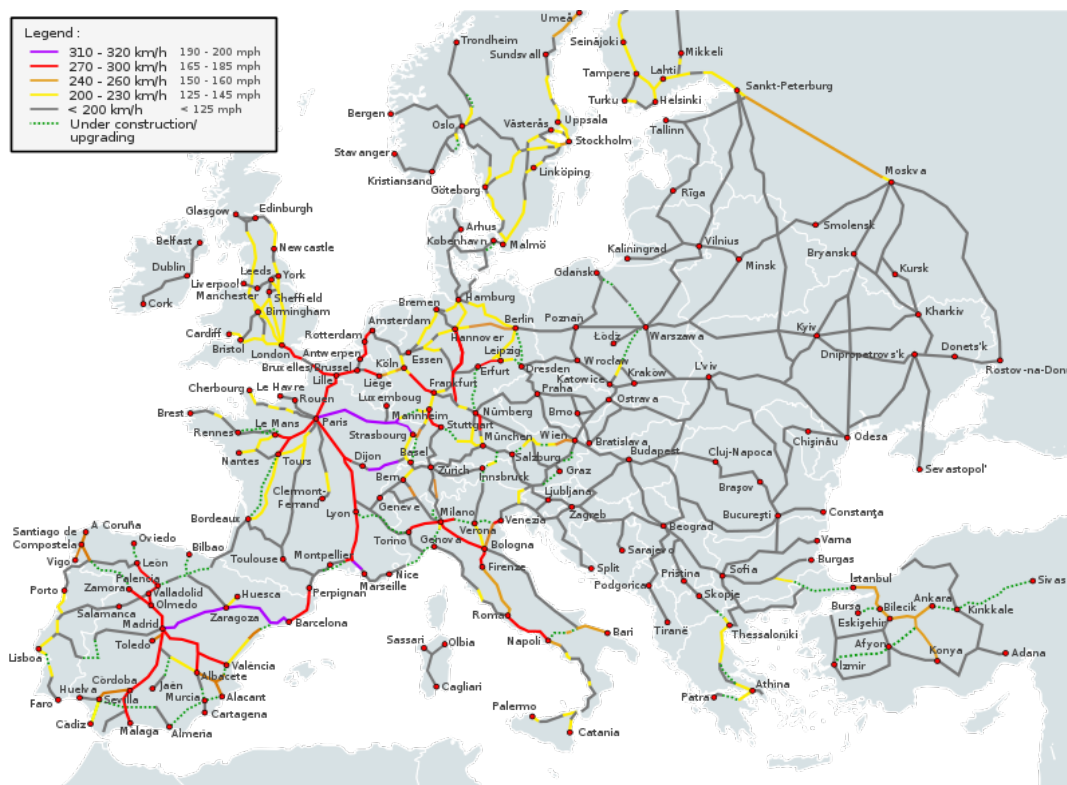 Legend :
310 - 320 km/h 190 - 200 mph
270 - 300 km/h 165 - 185 mph
240 - 260 km/h 150 - 160 mph
200 - 230 km/h 125 - 145 mph
< 200 km/h < 125 mph
Under construction/
upgrading
Umeå
Trondheim
Sundsvall
Seinäjoki
Mikkeli
Tampere
Lahti
Sankt-Peterburg
Turku
Helsinki
Bergen
Oslo
Västerås
Uppsala
Stockholm
Tallinn
Stavanger
Kristiansand
Linköping
Göteborg
Moskva
Rīga
Glasgow
Edinburgh
Arhus
København
Malmö
Kaliningrad
Vilnius
Smolensk
Belfast
Newcastle
Minsk
Bryansk
Dublin
Leeds
York
Liverpool
Manchester
Sheffield
Gdańsk
Kursk
Cork
Birmingham
Bremen
Hamburg
Amsterdam
Berlin
Poznań
Kharkiv
Cardiff
Rotterdam
Hannover
Łódź
Warszawa
Kyiv
Bristol
London
Antwerpen
Essen
Leipzig
Dnipropetrovs'k
Donets'k
Bruxelles/Brussel
Köln
Erfurt
Dresden
Wrocław
Rostov-na-Donu
Lille
Liège
Katowice
Kraków
L'viv
Cherbourg
Le Havre
Rouen
Luxembourg
Frankfurt
Praha
Ostrava
Brest
Paris
Mannheim
Nürnberg
Brno
Rennes
Le Mans
Strasbourg
Stuttgart
Chişinău
Odesa
Nantes
Tours
Dijon
München
Wien
Bratislava
Basel
Zürich
Salzburg
Budapest
Cluj-Napoca
Sevastopol'
Bern
Innsbruck
Graz
Clermont-
Ferrand
Geneve
Ljubljana
Braşov
Bordeaux
Lyon
Milano
Venezia
Zagreb
Bucureşti
Constanţa
Torino
Verona
Beograd
Santiago de
Compostela
A Coruña
Oviedo
Bilbao
Genova
Bologna
Sarajevo
Varna
Vigo
León
Toulouse
Montpellier
Nice
Firenze
Split
Burgas
Palencia
Marseille
Podgorica
Pristina
Sofia
Zamora
Valladolid
Huesca
Perpignan
Skopje
İstanbul
Ankara
Sivas
Porto
Olmedo
Salamanca
Zaragoza
Roma
Bursa
Bilecik
Kırıkkale
Madrid
Barcelona
Napoli
Bari
Tiranë
Thessaloniki
Eskişehir
Toledo
Sassari
Olbia
Afyon
Lisboa
València
İzmir
Konya
Adana
Albacete
Córdoba
Cagliari
Huelva
Jaén
Murcia
Alacant
Athina
Faro
Sevilla
Patra
Cartagena
Palermo
Cádiz
Malaga
Almeria
Catania